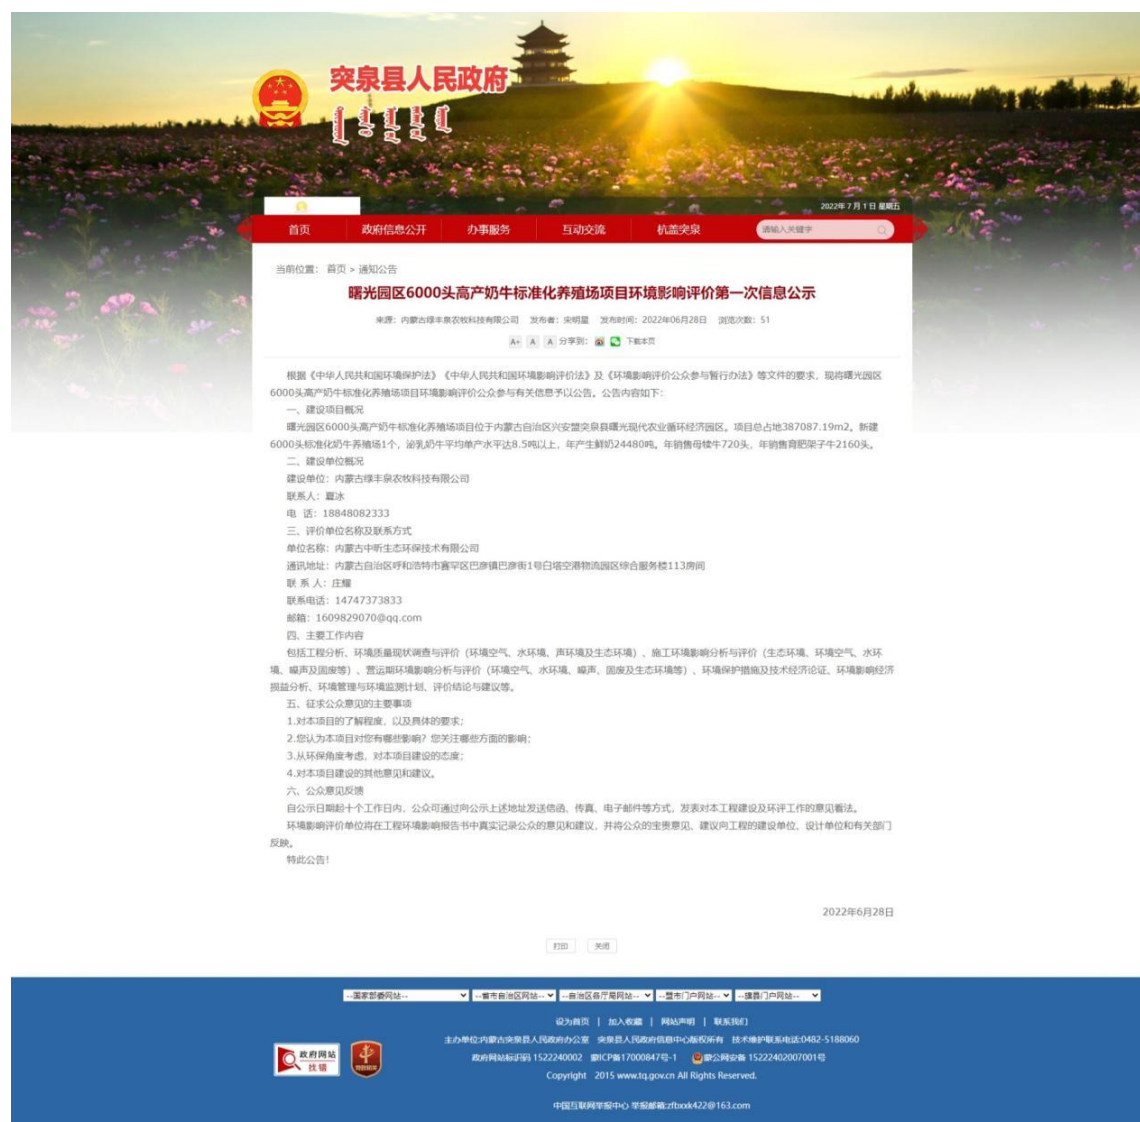 突泉县人民政府
2022年7月1日 星期五
首页 政府信息公开 办事服务 互动交流 杭盖突泉 请输入关键字
当前位置: 首页 > 通知公告
曙光园区6000头高产奶牛标准化养殖场项目环境影响评价第一次信息公示
来源: 内蒙古绿丰泉农牧科技有限公司 发布者: 宋明星 发布时间: 2022年06月28日 浏览次数: 51
A+ A A 分享到: 下载本页
根据《中华人民共和国环境保护法》《中华人民共和国环境影响评价法》及《环境影响评价公众参与暂行办法》等文件的要求, 现将曙光园区
6000头高产奶牛标准化养殖场项目环境影响评价公众参与有关信息予以公告。公告内容如下:
一、建设项目概况
曙光园区6000头高产奶牛标准化养殖场项目位于内蒙古自治区兴安盟突泉县曙光现代农业循环经济园区。项目总占地387087.19m2。新建
6000头标准化奶牛养殖场1个, 泌乳奶牛平均单产水平达8.5吨以上, 年产生鲜奶24480吨。年销售母犊牛720头、年销售育肥架子牛2160头。
二、建设单位概况
建设单位: 内蒙古绿丰泉农牧科技有限公司
联系人: 夏冰
电 话: 18848082333
三、评价单位名称及联系方式
单位名称: 内蒙古中昕生态环保技术有限公司
通讯地址: 内蒙古自治区呼和浩特市赛罕区巴彦镇巴彦街1号白塔空港物流园区综合服务楼113房间
联 系 人: 庄耀
联系电话: 14747373833
邮箱: 1609829070@qq.com
四、主要工作内容
包括工程分析、环境质量现状调查与评价 (环境空气、水环境、声环境及生态环境) 、施工环境影响分析与评价 (生态环境、环境空气、水环
境、噪声及固废等) 、营运期环境影响分析与评价 (环境空气、水环境、噪声、固废及生态环境等) 、环境保护措施及技术经济论证、环境影响经济
损益分析、环境管理与环境监测计划、评价结论与建议等。
五、征求公众意见的主要事项
1.对本项目的了解程度, 以及具体的要求;
2.您认为本项目对您有哪些影响? 您关注哪些方面的影响;
3.从环保角度考虑, 对本项目建设的态度;
4.对本项目建设的其他意见和建议。
六、公众意见反馈
自公示日期起十个工作日内, 公众可通过向公示上述地址发送信函、传真、电子邮件等方式, 发表对本工程建设及环评工作的意见看法。
环境影响评价单位将在工程环境影响报告书中真实记录公众的意见和建议, 并将公众的宝贵意见、建议向工程的建设单位、设计单位和有关部门
反映。
特此公告!
2022年6月28日
打印 关闭
--国家部委网站-- --省市自治区网站-- --自治区各厅局网站-- --盟市门户网站-- --旗县门户网站--
设为首页 | 加入收藏 | 网站声明 | 联系我们
主办单位:内蒙古突泉县人民政府办公室 突泉县人民政府信息中心版权所有 技术维护联系电话:0482-5188060
政府网站找错
党政机关
政府网站标识码 1522240002 蒙ICP备17000847号-1 蒙公网安备 15222402007001号
Copyright 2015 www.tq.gov.cn All Rights Reserved.
中国互联网举报中心 举报邮箱:zfbxxk422@163.com